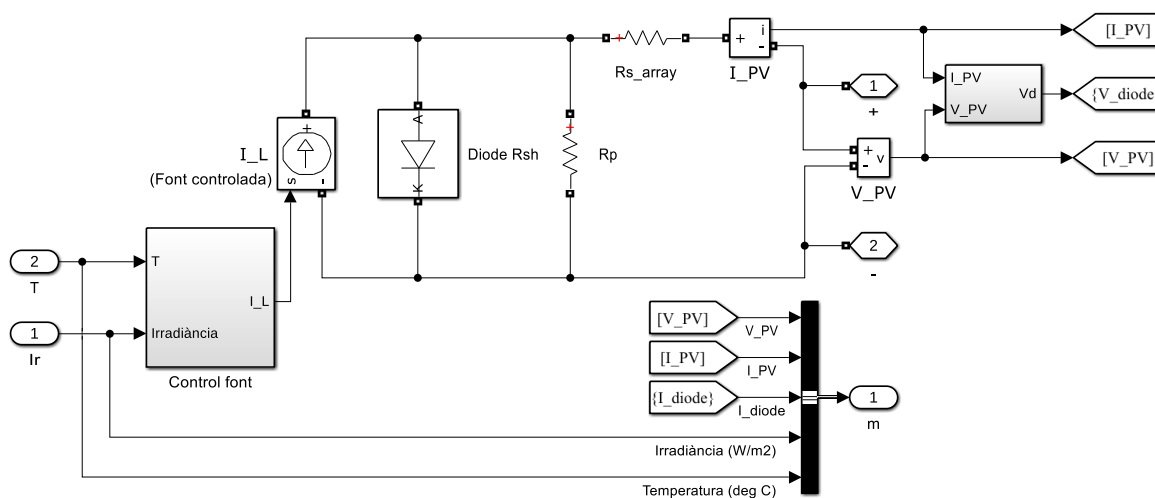 i
+
-
I_PV
[I_PV]
+
Rs_array
1
+
I_PV
V_PV
Vd
{V_diode
+
-
v
V_PV
[V_PV]
I_L
(Font controlada)
+
s
-
A
K
Diode Rsh
+
Rp
2
-
2
T
1
Ir
T
Irradiància
I_L
Control font
[V_PV]
V_PV
[I_PV]
I_PV
{I_diode}
I_diode
Irradiància (W/m2)
Temperatura (deg C)
1
m